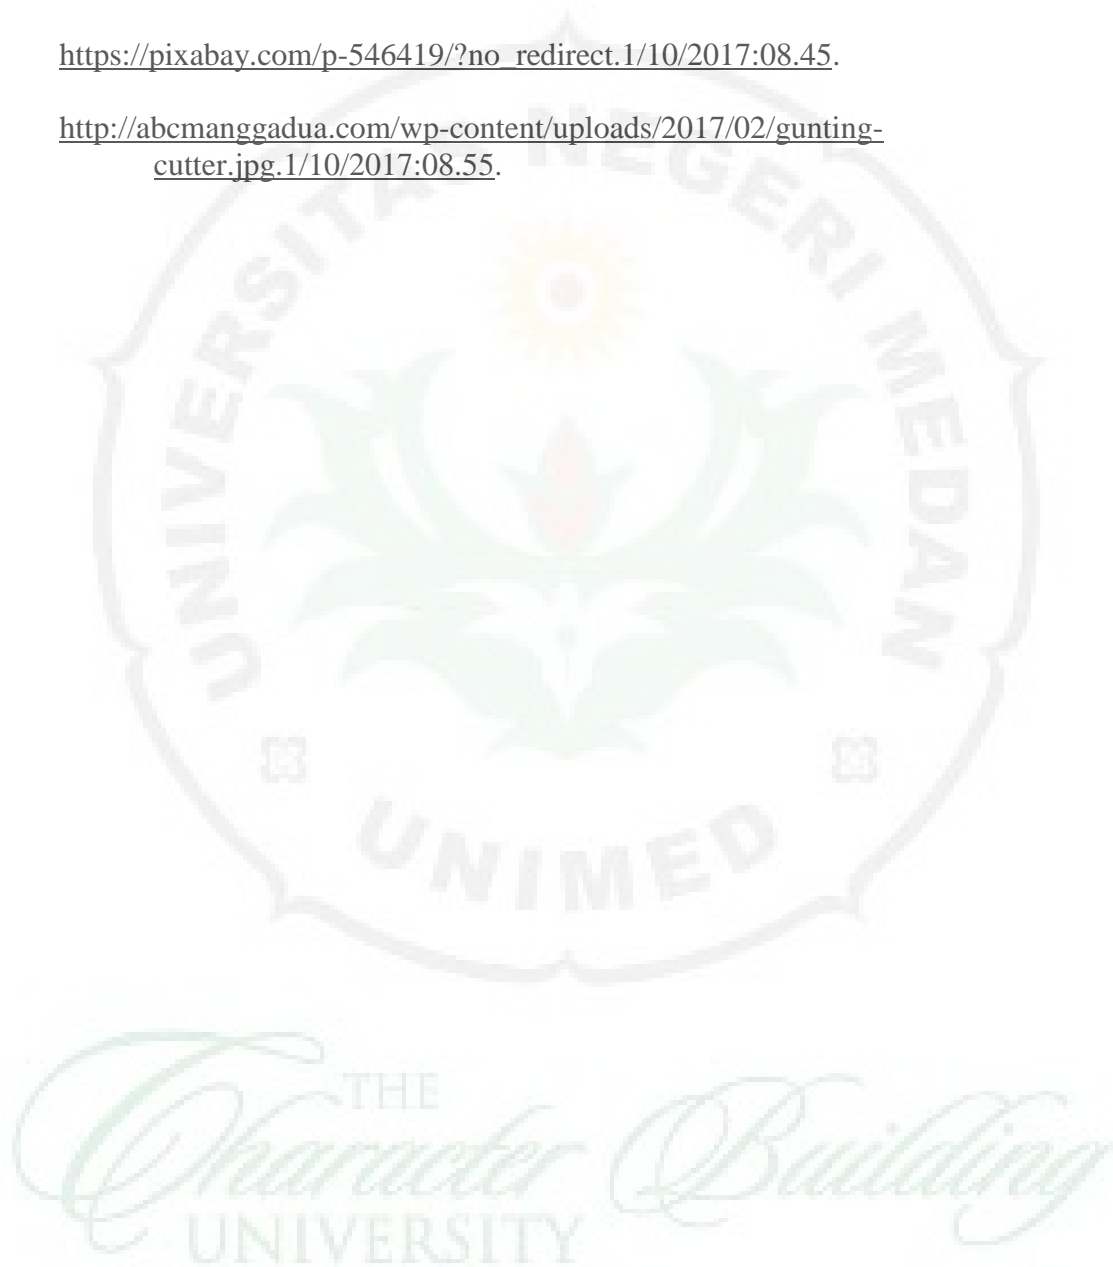 https://pixabay.com/p-546419/?no_redirect.1/10/2017:08.45.
http://abcmanggadua.com/wp-content/uploads/2017/02/gunting-
cutter.jpg.1/10/2017:08.55.
UNIVERSITAS NEGERI MEDAN
UNIMED
THE
Character Building
UNIVERSITY